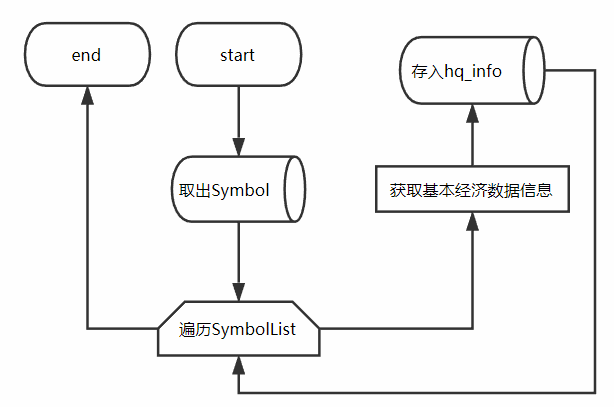 end
start
存入hq_info
取出Symbol
获取基本经济数据信息
遍历SymbolList